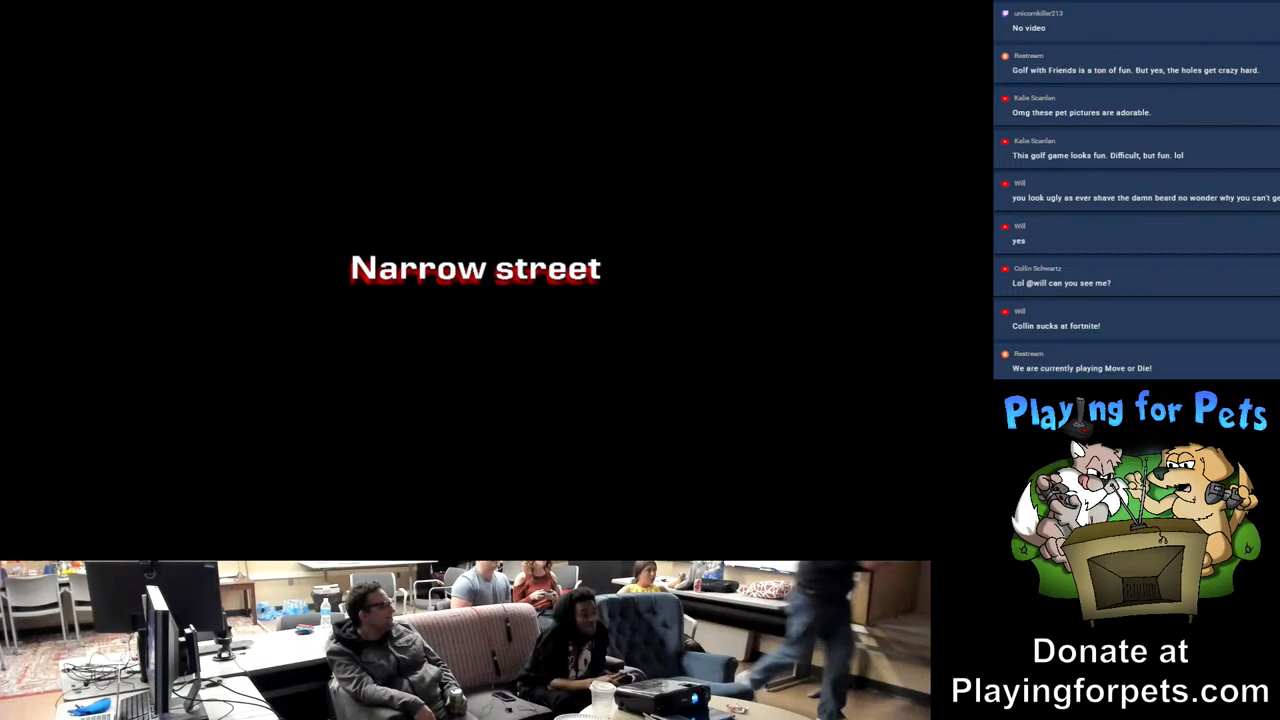 Narrow street
unicornkiller213
No video
Restream
Golf with Friends is a ton of fun. But yes, the holes get crazy hard.
Kalie Scanlan
Omg these pet pictures are adorable.
Kalie Scanlan
This golf game looks fun. Difficult, but fun. lol
Will
you look ugly as ever shave the damn beard no wonder why you can't ge
Will
yes
Collin Schwartz
Lol @will can you see me?
Will
Collin sucks at fortnite!
Restream
We are currently playing Move or Die!
Playing for Pets
Donate at
Playingforpets.com